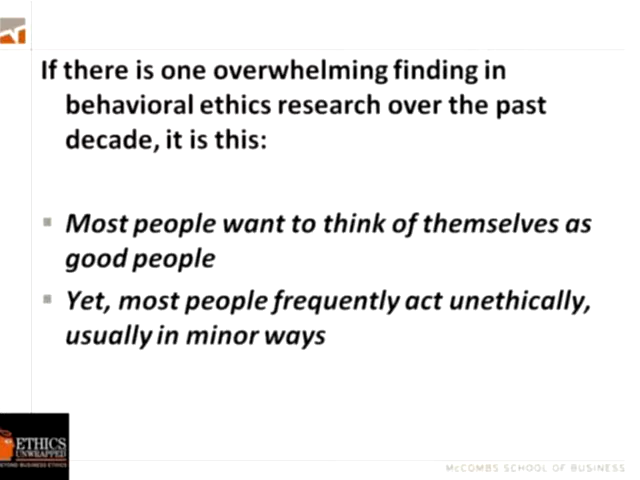 If there is one overwhelming finding in
behavioral ethics research over the past
decade, it is this:
Most people want to think of themselves as
good people
Yet, most people frequently act unethically,
usually in minor ways
ETHICS
UNWRAPPED
BEYOND BUSINESS ETHICS
McCOMBS SCHOOL OF BUSINESS